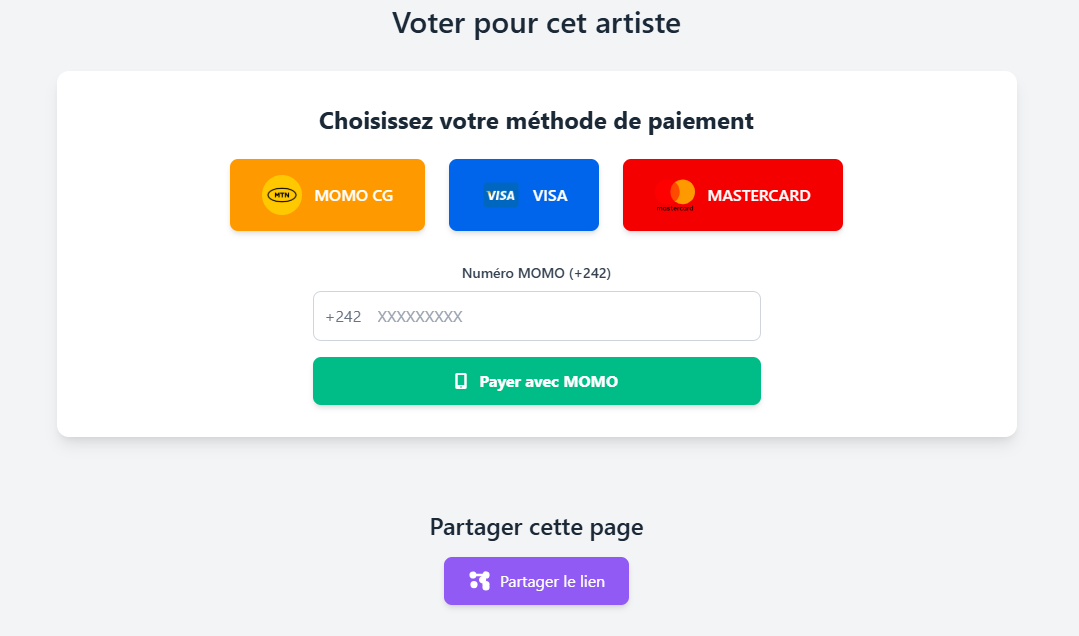 Voter pour cet artiste
Choisissez votre méthode de paiement
MTN MOMO CG
VISA VISA
mastercard MASTERCARD
Numéro MOMO (+242)
+242 XXXXXXXXX
Payer avec MOMO
Partager cette page
Partager le lien